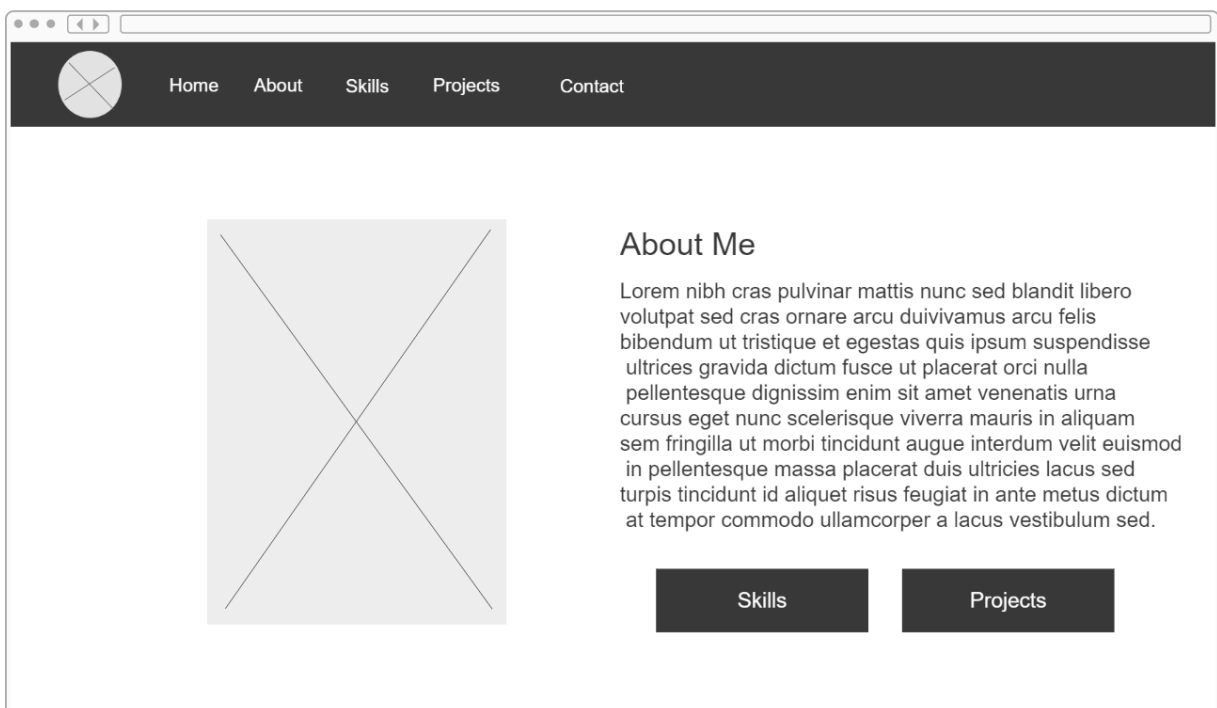 Home About Skills Projects Contact
About Me
Lorem nibh cras pulvinar mattis nunc sed blandit libero
volutpat sed cras ornare arcu duivivamus arcu felis
bibendum ut tristique et egestas quis ipsum suspendisse
ultrices gravida dictum fusce ut placerat orci nulla
pellentesque dignissim enim sit amet venenatis urna
cursus eget nunc scelerisque viverra mauris in aliquam
sem fringilla ut morbi tincidunt augue interdum velit euismod
in pellentesque massa placerat duis ultricies lacus sed
turpis tincidunt id aliquet risus feugiat in ante metus dictum
at tempor commodo ullamcorper a lacus vestibulum sed.
Skills Projects